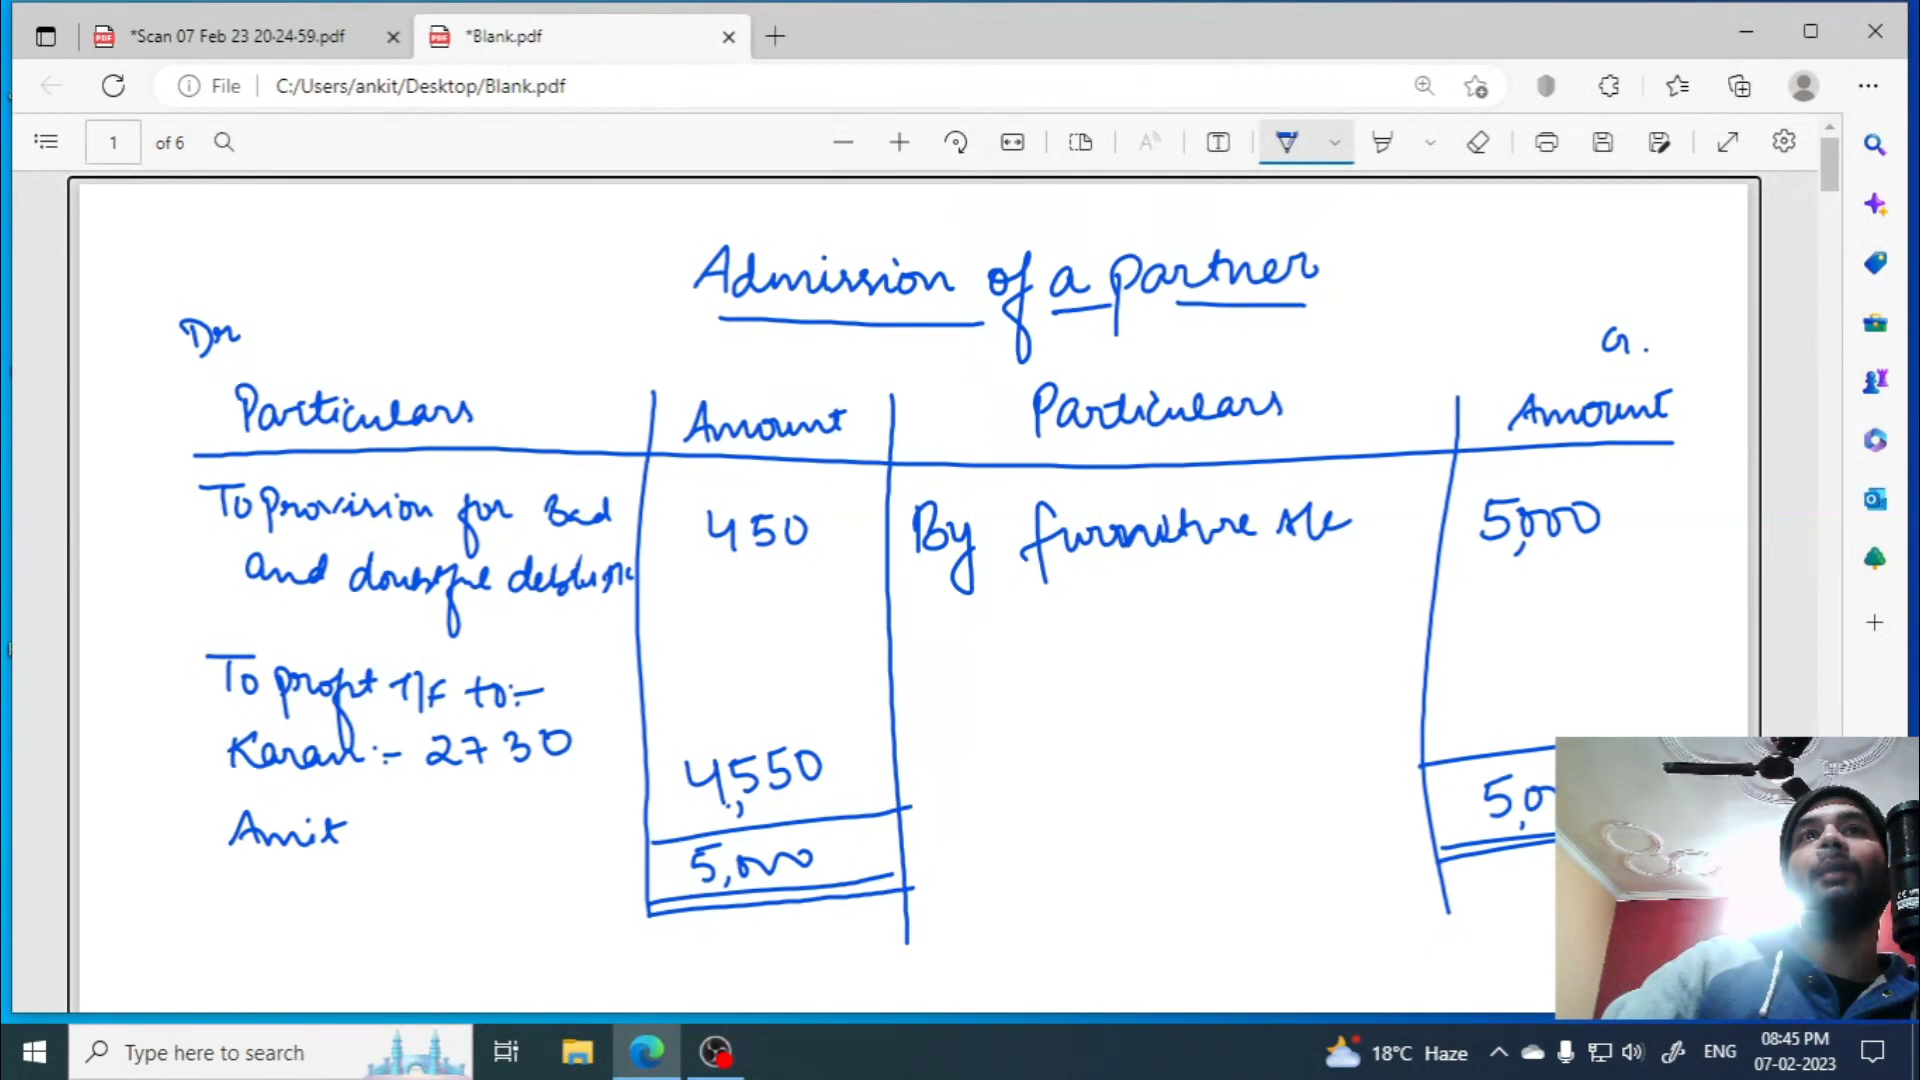 *Scan 07 Feb 23 20-24-59.pdf
*Blank.pdf
File
C:/Users/ankit/Desktop/Blank.pdf
1 of 6
Admission of a partner
Dr
Cr.
Particulars Amount Particulars Amount
To Provision for Bad 450 By furniture A/c 5,000
and doubtful debts A/c
To profit T/F to:-
Karan :- 2730
4,550
Amit
5,000
Type here to search
18°C Haze
ENG
08:45 PM
07-02-2023